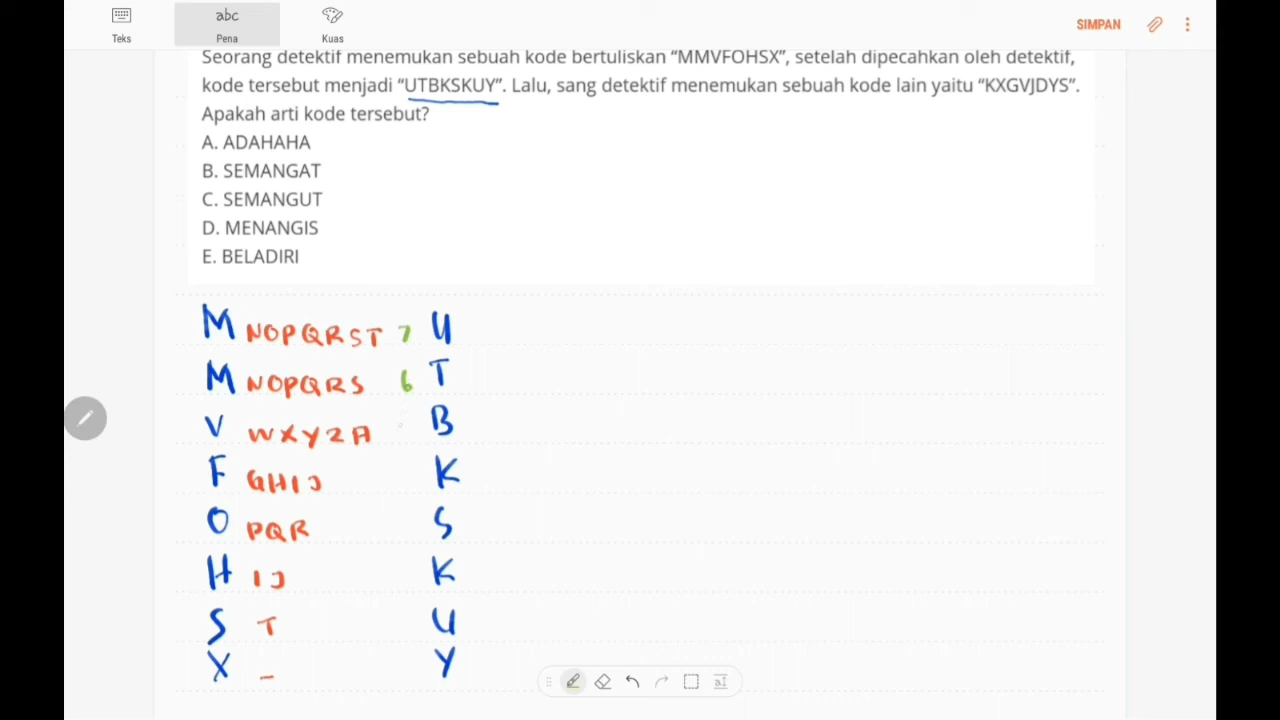 Teks
abc
Pena
Kuas
SIMPAN
Seorang detektif menemukan sebuah kode bertuliskan “MMVFOHSX”, setelah dipecahkan oleh detektif,
kode tersebut menjadi “UTBKSKUY”. Lalu, sang detektif menemukan sebuah kode lain yaitu “KXGVJDYS”.
Apakah arti kode tersebut?
A. ADAHAHA
B. SEMANGAT
C. SEMANGUT
D. MENANGIS
E. BELADIRI
M NOPQRST 7 U
M NOPQRS 6 T
V WXYZA B
F GHIJ K
O PQR S
H IJ K
S T U
X - Y